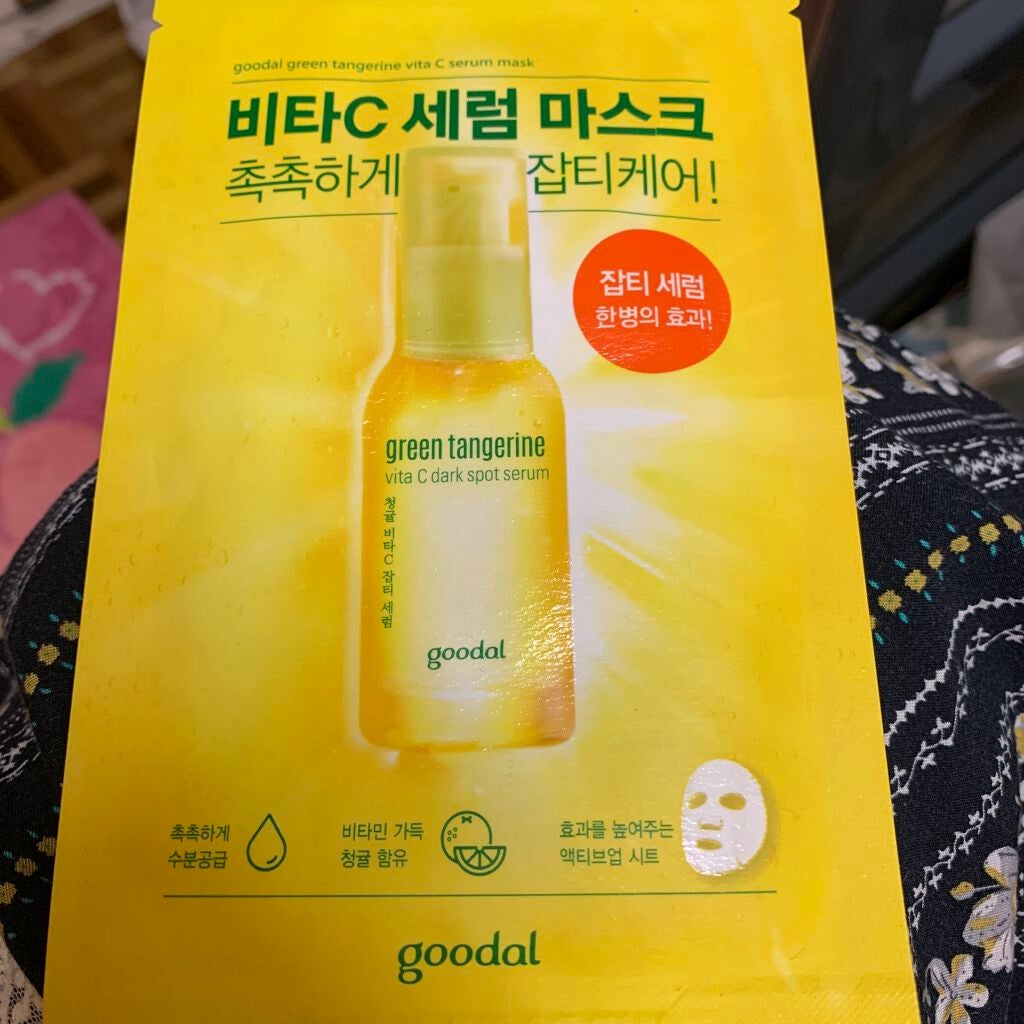 goodal green tangerine vita C serum mask
비타C 세럼 마스크
촉촉하게 잡티케어!
잡티 세럼
한병의 효과!
green tangerine
vita C dark spot serum
청귤 비타C 잡티 세럼
goodal
촉촉하게
수분공급
비타민 가득
청귤 함유
효과를 높여주는
액티브업 시트
goodal